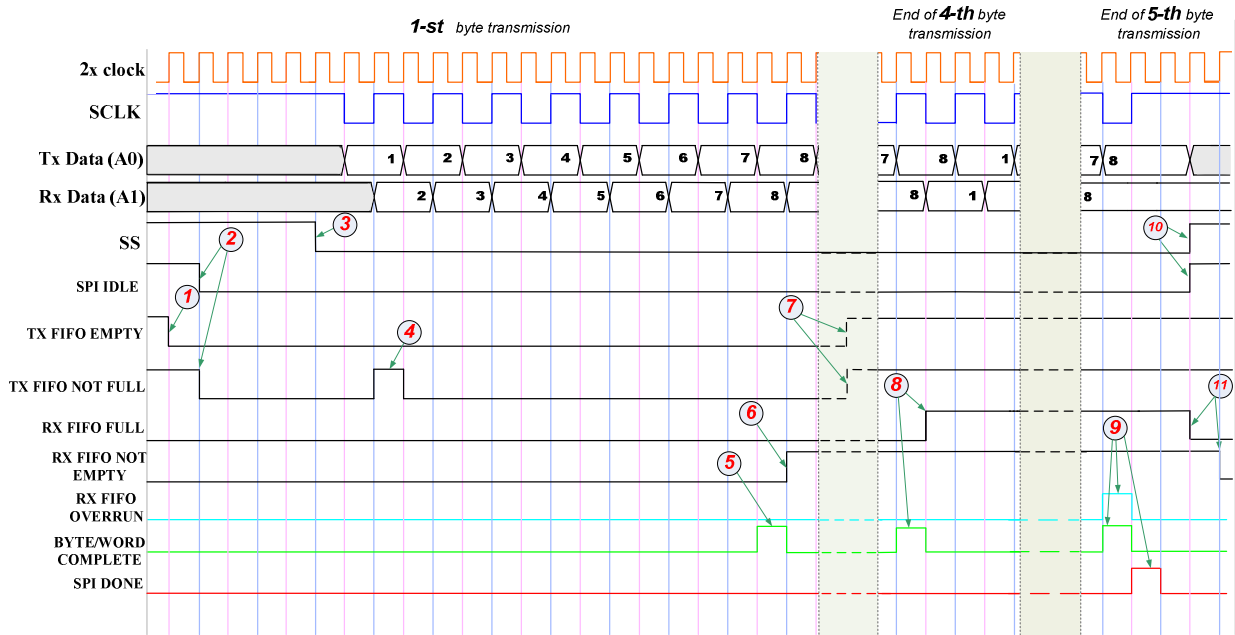 1-st byte transmission
End of 4-th byte
transmission
End of 5-th byte
transmission
2x clock
SCLK
Tx Data (A0)
1 2 3 4 5 6 7 8 7 8 1 7 8
Rx Data (A1)
2 3 4 5 6 7 8 8 1 8
SS
3
2
10
SPI IDLE
1
TX FIFO EMPTY
4
7
TX FIFO NOT FULL
8
11
RX FIFO FULL
6
9
RX FIFO NOT
EMPTY
5
RX FIFO
OVERRUN
BYTE/WORD
COMPLETE
SPI DONE